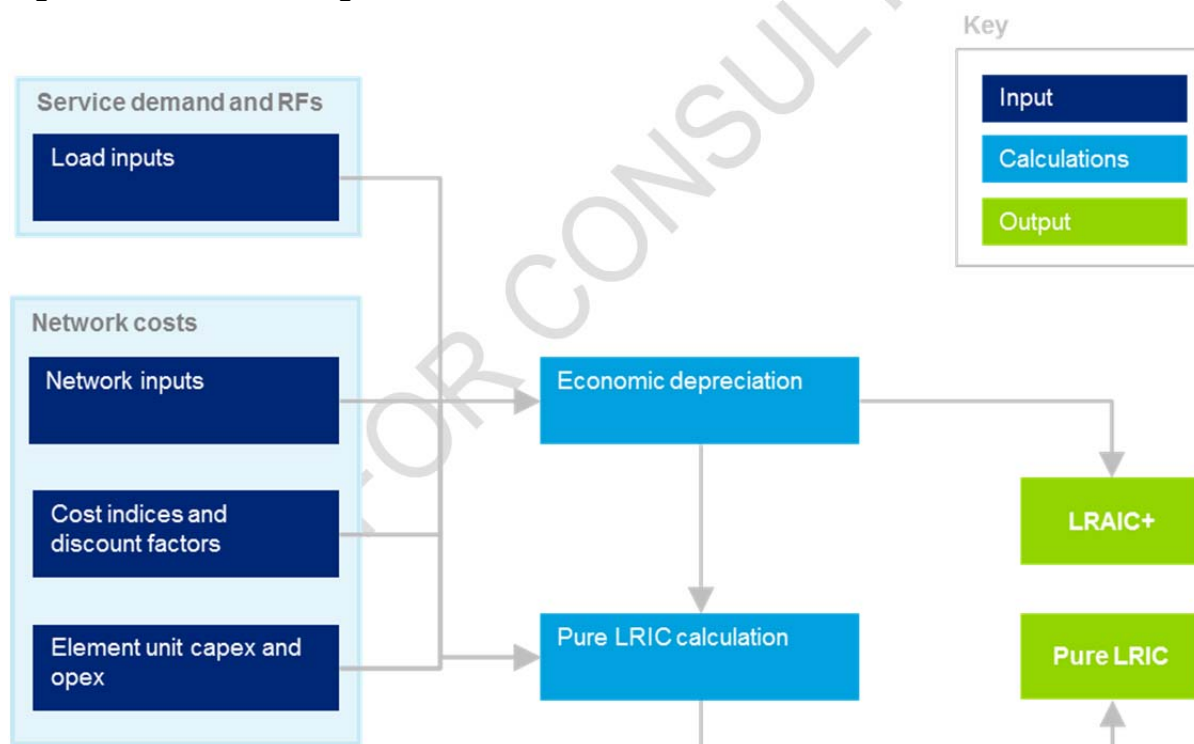 Key
Input
Calculations
Output
Service demand and RFs
Load inputs
Network costs
Network inputs
Cost indices and
discount factors
Element unit capex and
opex
Economic depreciation
Pure LRIC calculation
LRAIC+
Pure LRIC
FOR